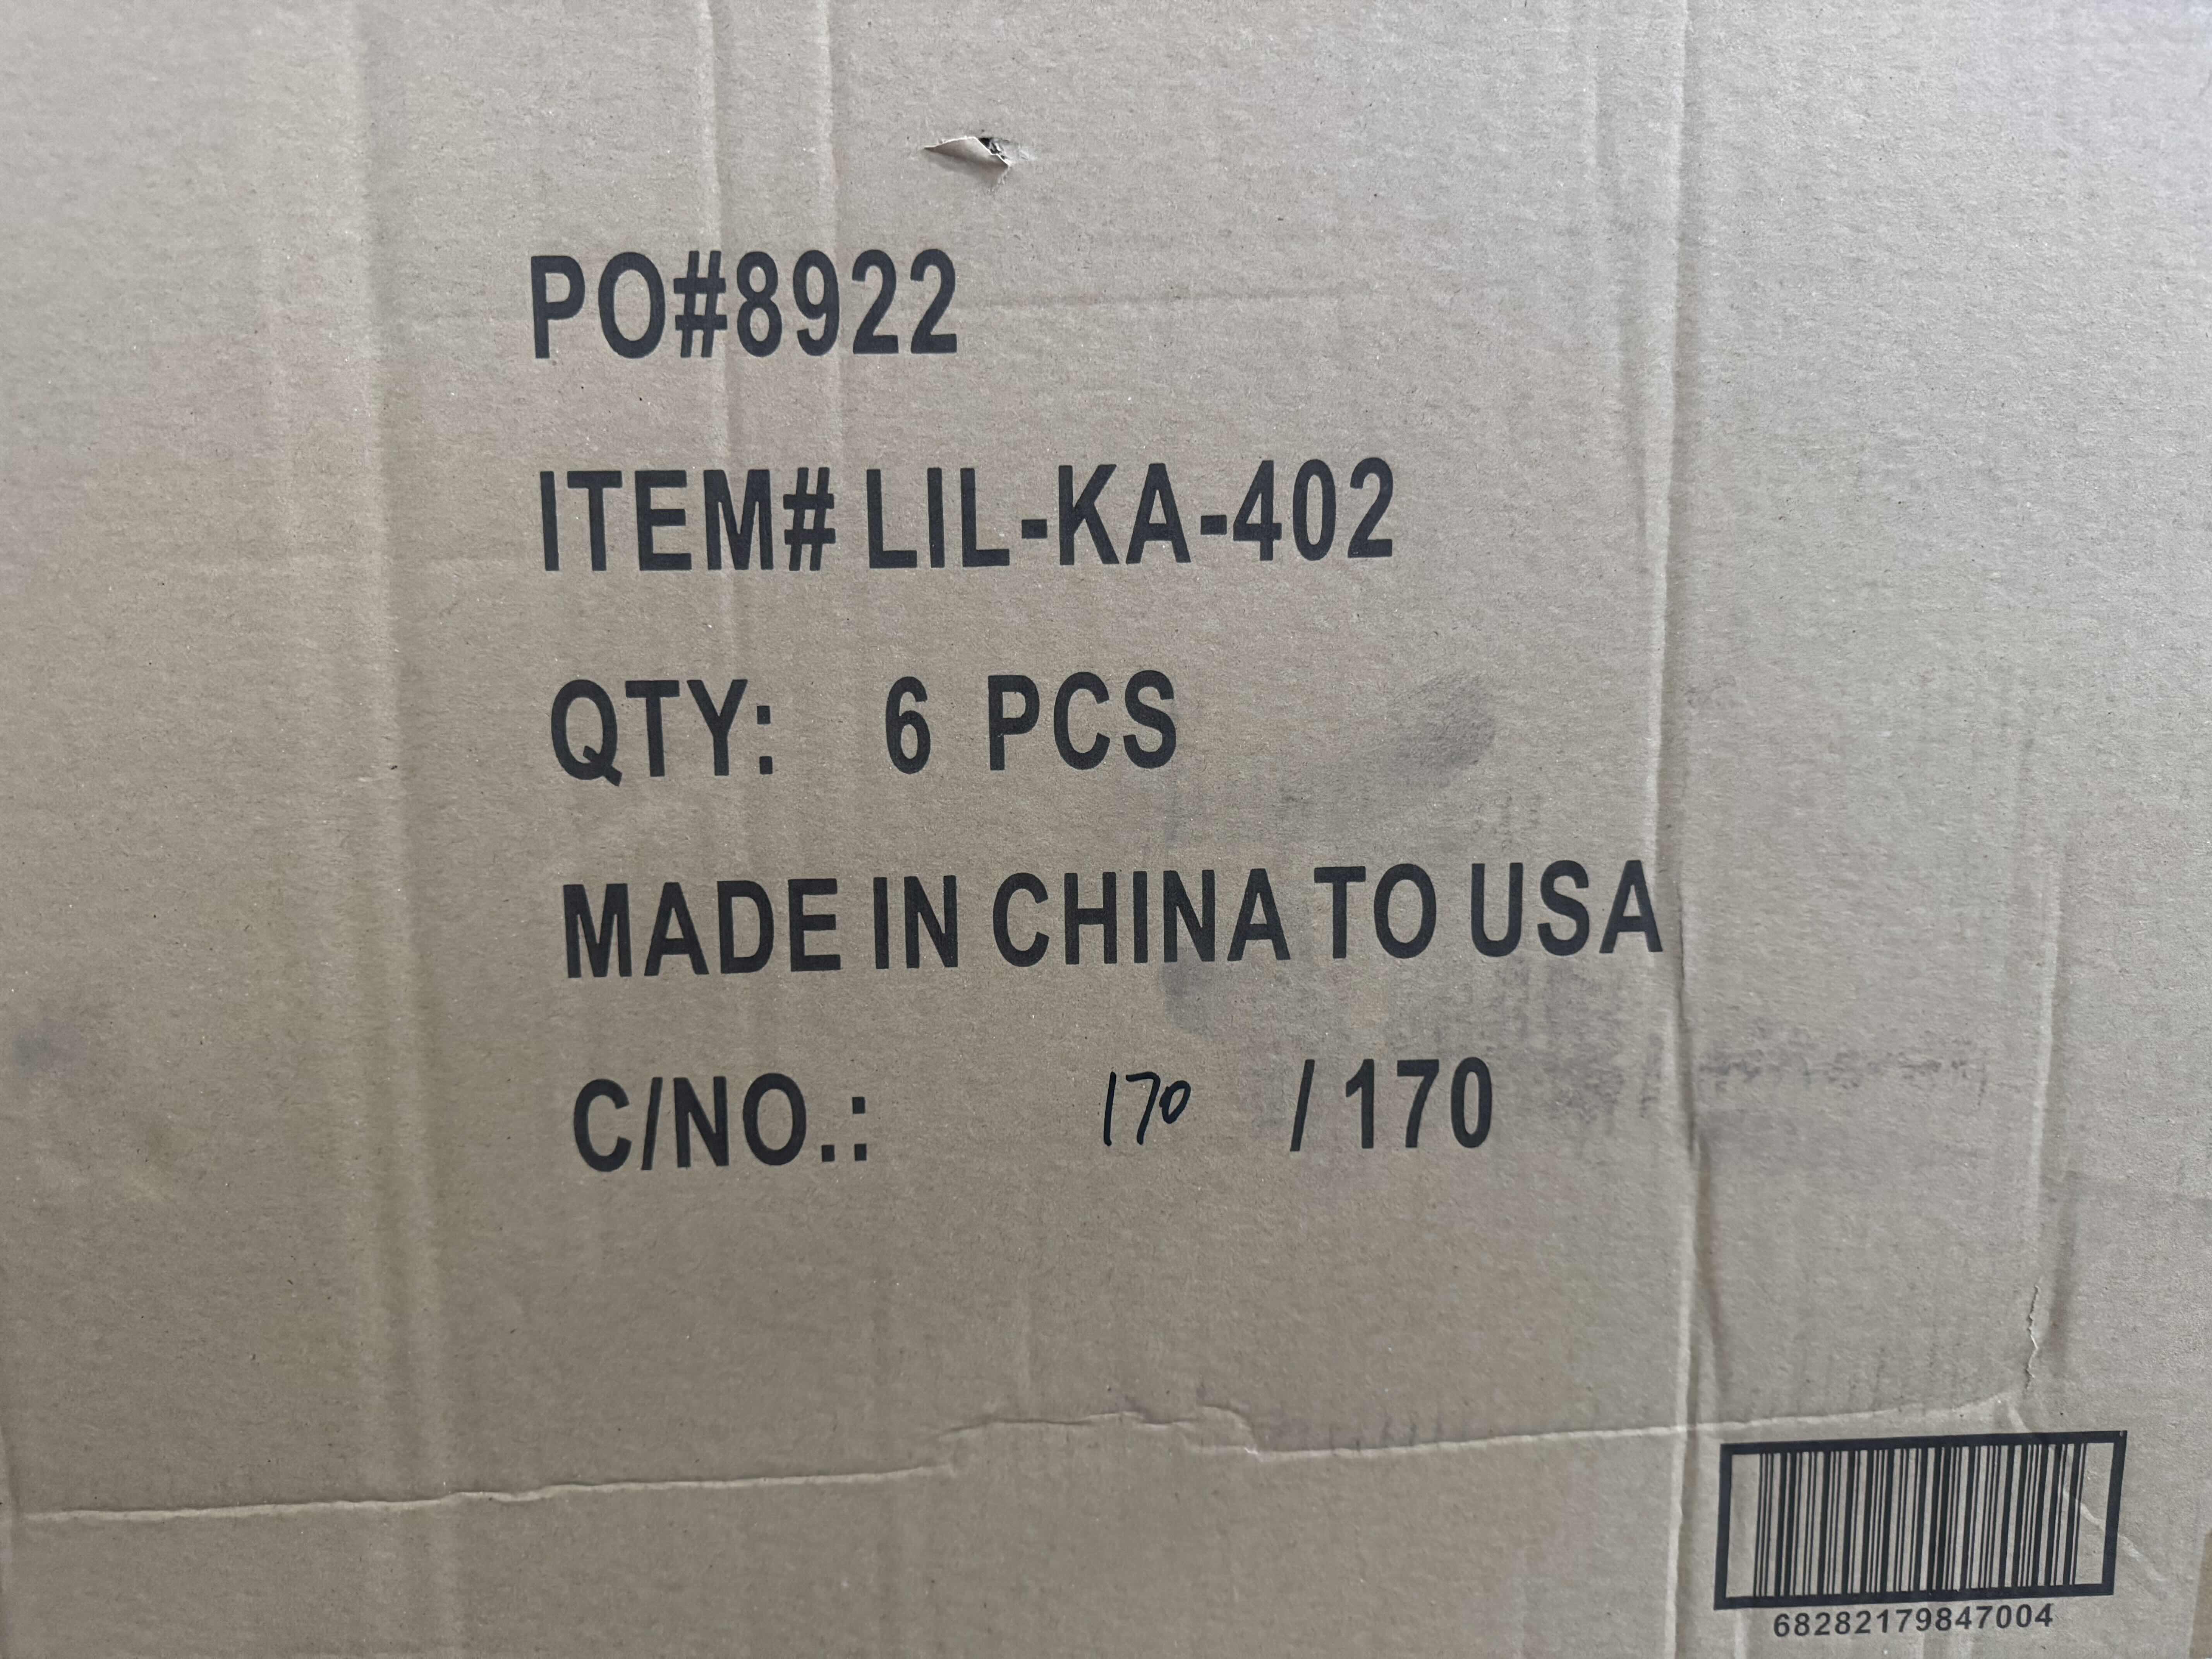 PO#8922
ITEM# LIL-KA-402
QTY: 6 PCS
MADE IN CHINA TO USA
C/NO.: 170 / 170
68282179847004